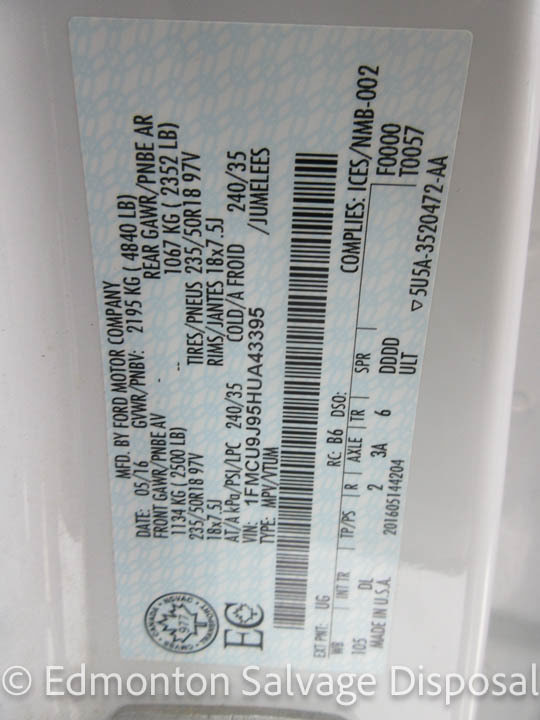 MFD. BY FORD MOTOR COMPANY
DATE: 05/16 GVWR/PNBV: 2195 KG ( 4840 LB)
FRONT GAWR/PNBE AV REAR GAWR/PNBE AR
1134 KG (2500 LB) 1067 KG ( 2352 LB)
235/50R18 97V TIRES/PNEUS 235/50R18 97V
18x7.5J RIMS/JANTES 18x7.5J
AT/A kPa/PSI/LPC 240/35 COLD/A FROID 240/35
VIN: 1FMCU9J95HUA43395 /JUMELEES
TYPE: MPV/VTUM
EC
EXT PNT: UG RC: B6 DSO: COMPLIES/ICES/NMB-002
WB INT TR TP/PS R AXLE TR SPR F0000
105 DL 2 3A 6 DDDD T0057
MADE IN U.S.A. 201605144204 ULT ▽5U5A-3520472-AA
© Edmonton Salvage Disposal